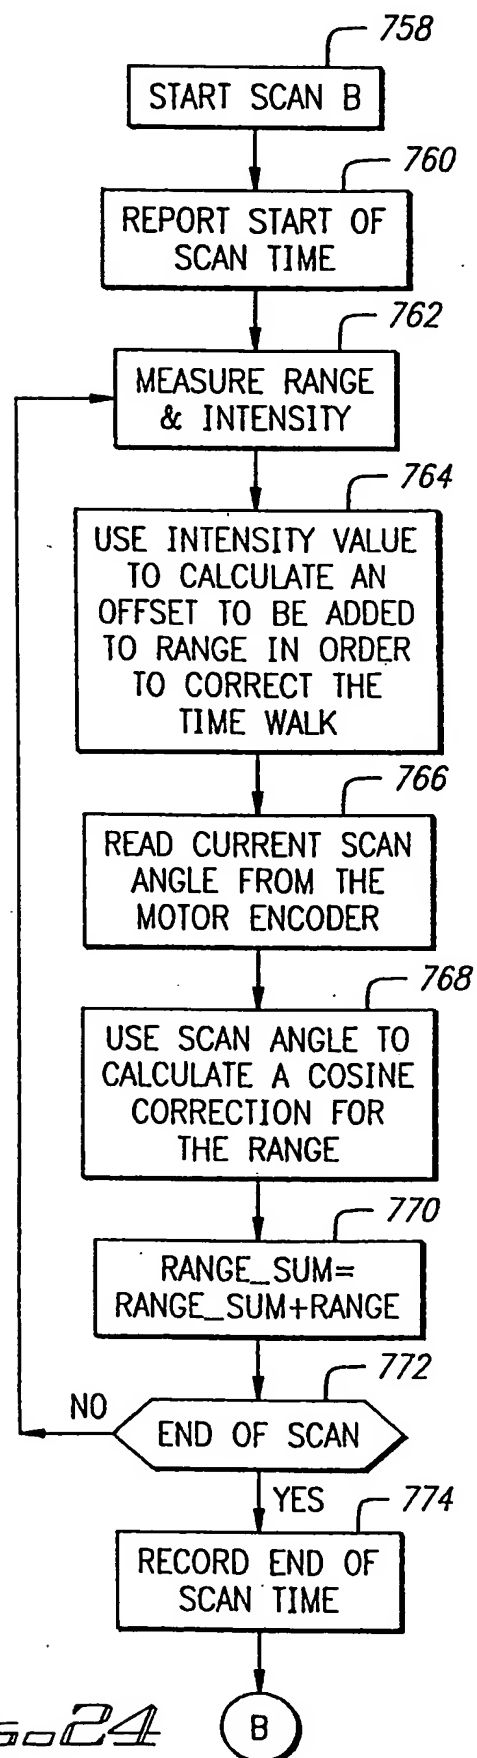 758
START SCAN B
760
REPORT START OF
SCAN TIME
762
MEASURE RANGE
& INTENSITY
764
USE INTENSITY VALUE
TO CALCULATE AN
OFFSET TO BE ADDED
TO RANGE IN ORDER
TO CORRECT THE
TIME WALK
766
READ CURRENT SCAN
ANGLE FROM THE
MOTOR ENCODER
768
USE SCAN ANGLE TO
CALCULATE A COSINE
CORRECTION FOR
THE RANGE
770
RANGE_SUM=
RANGE_SUM+RANGE
772
NO
END OF SCAN
YES
774
RECORD END OF
SCAN TIME
24
B